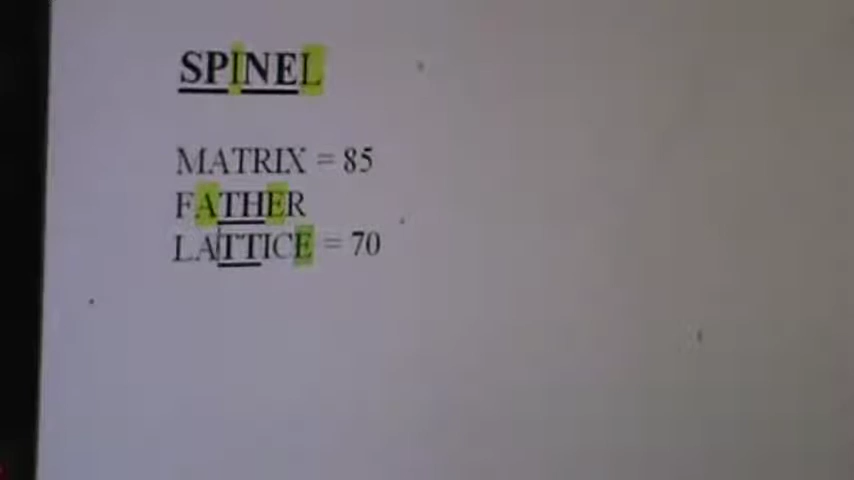 SPINEL
MATRIX = 85
FATHER
LATTICE = 70